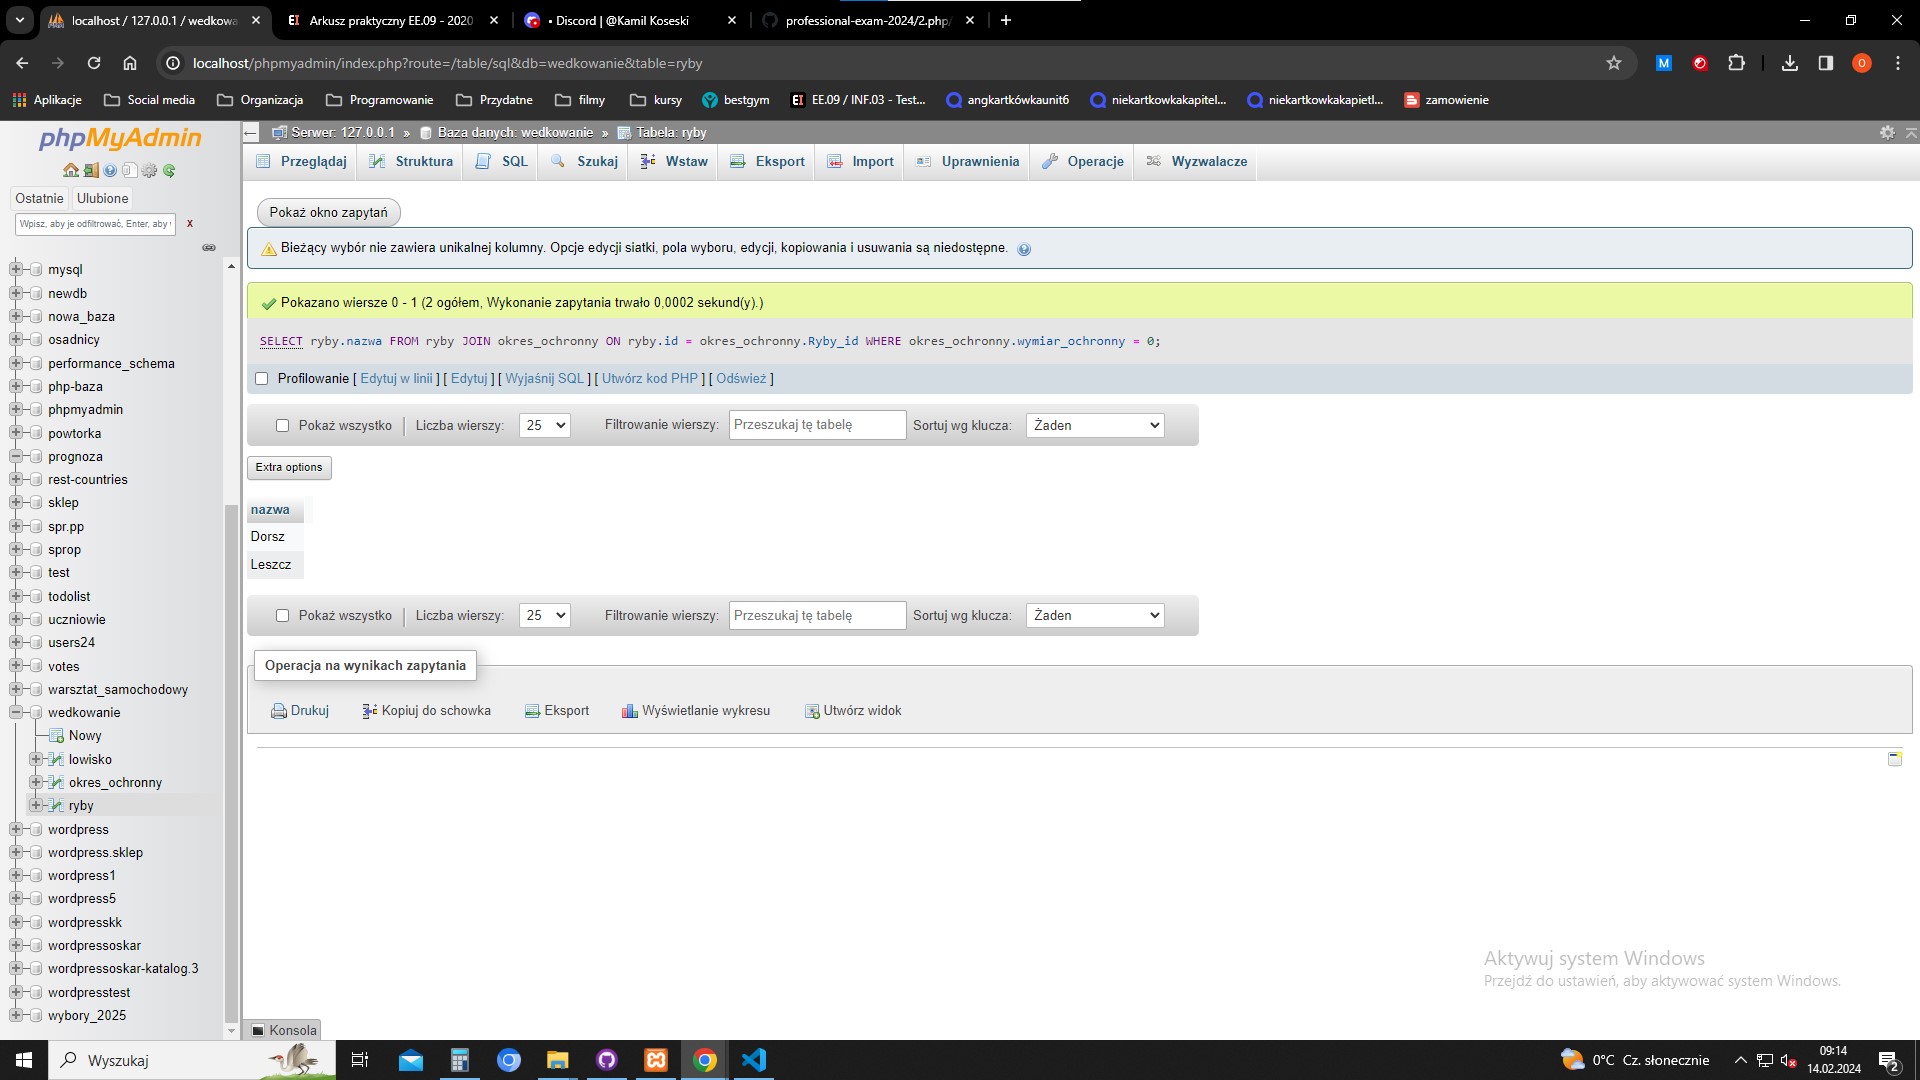 localhost / 127.0.0.1 / wedkowa
Arkusz praktyczny EE.09 - 2020
• Discord | @Kamil Koseski
professional-exam-2024/2.php
localhost/phpmyadmin/index.php?route=/table/sql&db=wedkowanie&table=ryby
M
O
Aplikacje
Social media
Organizacja
Programowanie
Przydatne
filmy
kursy
bestgym
EE.09 / INF.03 - Test...
angkartkówkaunit6
niekartkowkakapitel...
niekartkowkakapietl...
zamowienie
phpMyAdmin
Ostatnie
Ulubione
Wpisz, aby je odfiltrować, Enter, aby
X
mysql
newdb
nowa_baza
osadnicy
performance_schema
php-baza
phpmyadmin
powtorka
prognoza
rest-countries
sklep
spr.pp
sprop
test
todolist
uczniowie
users24
votes
warsztat_samochodowy
wedkowanie
Nowy
lowisko
okres_ochronny
ryby
wordpress
wordpress.sklep
wordpress1
wordpress5
wordpresskk
wordpressoskar
wordpressoskar-katalog.3
wordpresstest
wybory_2025
Serwer: 127.0.0.1 » Baza danych: wedkowanie » Tabela: ryby
Przeglądaj
Struktura
SQL
Szukaj
Wstaw
Eksport
Import
Uprawnienia
Operacje
Wyzwalacze
Pokaż okno zapytań
Bieżący wybór nie zawiera unikalnej kolumny. Opcje edycji siatki, pola wyboru, edycji, kopiowania i usuwania są niedostępne.
Pokazano wiersze 0 - 1 (2 ogółem, Wykonanie zapytania trwało 0,0002 sekund(y).)
SELECT ryby.nazwa FROM ryby JOIN okres_ochronny ON ryby.id = okres_ochronny.Ryby_id WHERE okres_ochronny.wymiar_ochronny = 0;
Profilowanie [ Edytuj w linii ] [ Edytuj ] [ Wyjaśnij SQL ] [ Utwórz kod PHP ] [ Odśwież ]
Pokaż wszystko | Liczba wierszy: 25 Filtrowanie wierszy: Przeszukaj tę tabelę Sortuj wg klucza: Żaden
Extra options
nazwa
Dorsz
Leszcz
Pokaż wszystko | Liczba wierszy: 25 Filtrowanie wierszy: Przeszukaj tę tabelę Sortuj wg klucza: Żaden
Operacja na wynikach zapytania
Drukuj
Kopiuj do schowka
Eksport
Wyświetlanie wykresu
Utwórz widok
Aktywuj system Windows
Przejdź do ustawień, aby aktywować system Windows.
Konsola
Wyszukaj
0°C Cz. słonecznie
09:14
14.02.2024
2